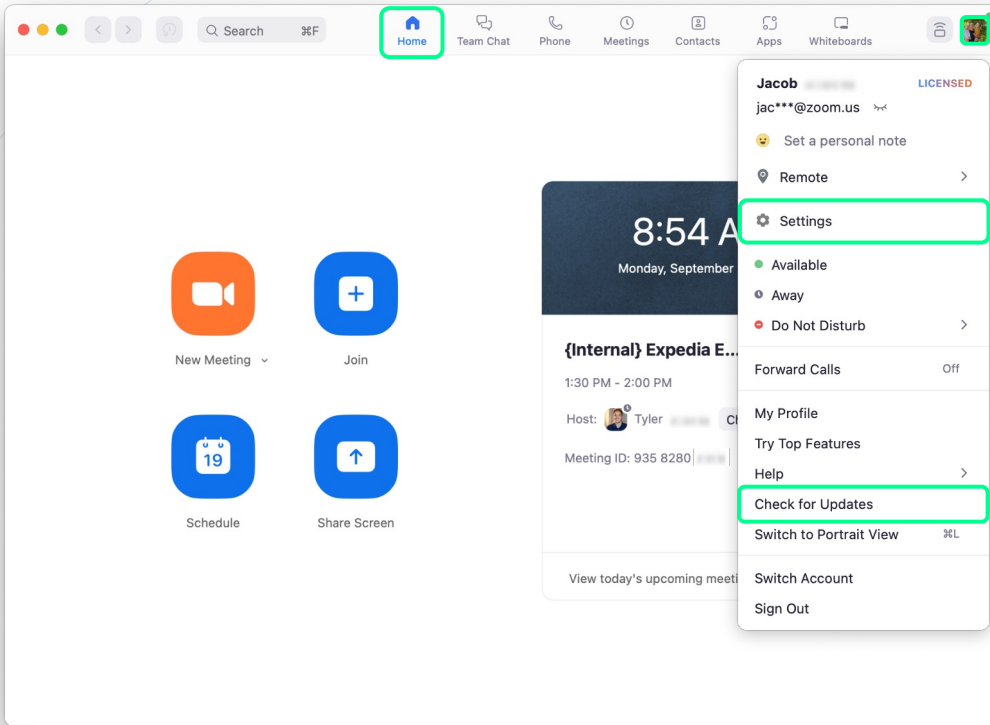 Search ⌘F
Home
Team Chat
Phone
Meetings
Contacts
Apps
Whiteboards
New Meeting
Join
19
Schedule
Share Screen
8:54 A
Monday, September
{Internal} Expedia E...
1:30 PM - 2:00 PM
Host: Tyler
Meeting ID: 935 8280
View today's upcoming meeti
Jacob LICENSED
jac***@zoom.us
Set a personal note
Remote
Settings
Available
Away
Do Not Disturb
Forward Calls Off
My Profile
Try Top Features
Help
Check for Updates
Switch to Portrait View ⌘L
Switch Account
Sign Out